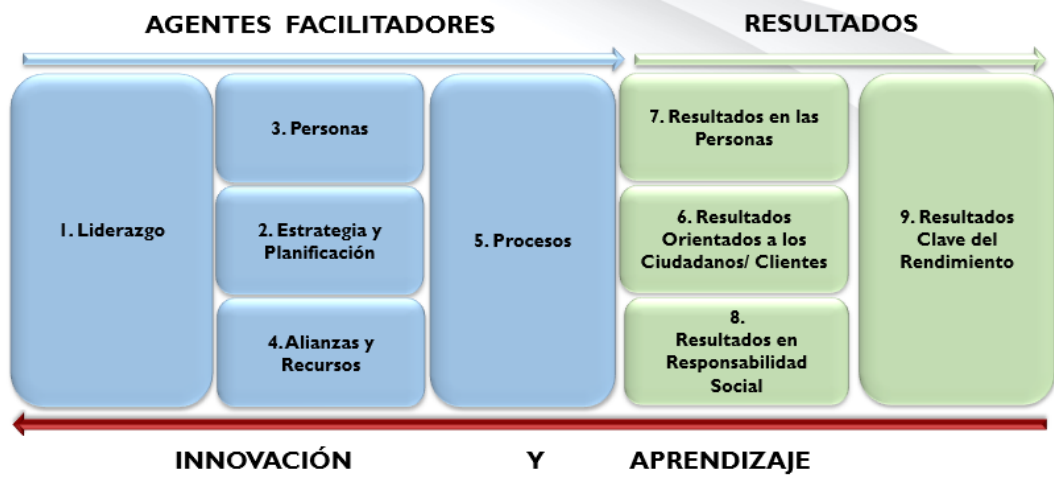 AGENTES FACILITADORES
RESULTADOS
1. Liderazgo
3. Personas
2. Estrategia y
Planificación
4. Alianzas y
Recursos
5. Procesos
7. Resultados en las
Personas
6. Resultados
Orientados a los
Ciudadanos/ Clientes
8.
Resultados en
Responsabilidad
Social
9. Resultados
Clave del
Rendimiento
INNOVACIÓN Y APRENDIZAJE